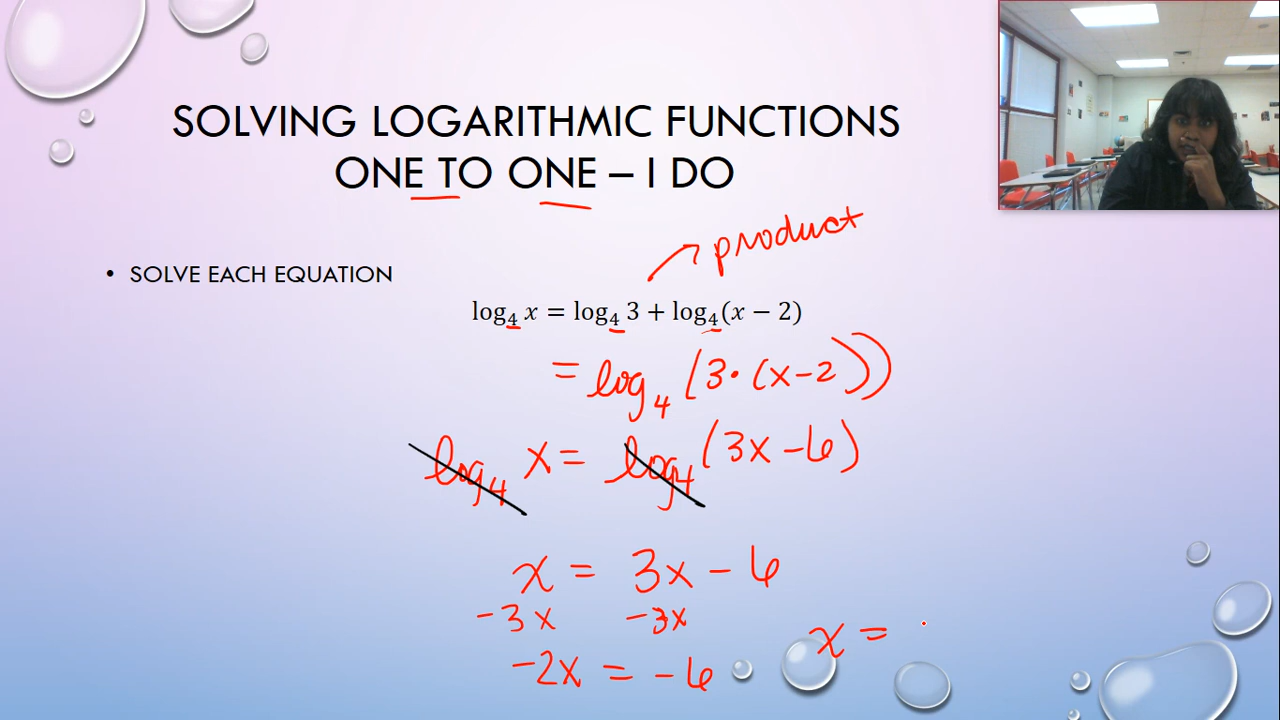 SOLVING LOGARITHMIC FUNCTIONS
ONE TO ONE – I DO
product
• SOLVE EACH EQUATION
log₄ x = log₄ 3 + log₄(x − 2)
= log₄ (3·(x−2))
log₄ x = log₄ (3x −6)
x = 3x − 6
−3x −3x
x =
−2x = −6